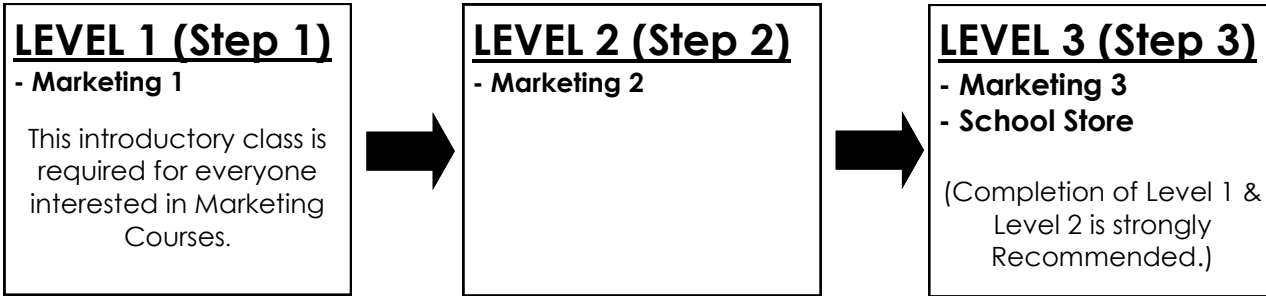 LEVEL 1 (Step 1)
- Marketing 1
This introductory class is
required for everyone
interested in Marketing
Courses.
LEVEL 2 (Step 2)
- Marketing 2
LEVEL 3 (Step 3)
- Marketing 3
- School Store
(Completion of Level 1 &
Level 2 is strongly
Recommended.)